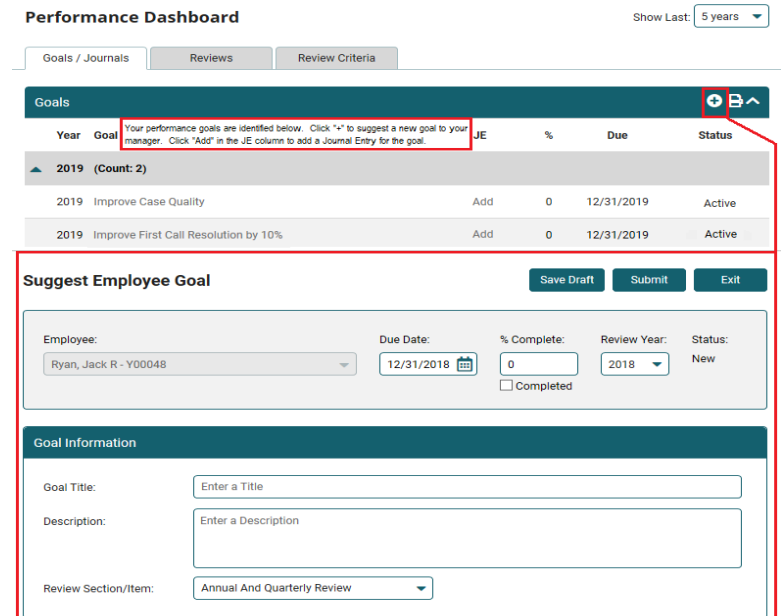 Performance Dashboard
Show Last: 5 years
Goals / Journals Reviews Review Criteria
Goals
Year Goal JE % Due Status
Your performance goals are identified below. Click "+" to suggest a new goal to your
manager. Click "Add" in the JE column to add a Journal Entry for the goal.
2019 (Count: 2)
2019 Improve Case Quality Add 0 12/31/2019 Active
2019 Improve First Call Resolution by 10% Add 0 12/31/2019 Active
Suggest Employee Goal
Save Draft Submit Exit
Employee: Due Date: % Complete: Review Year: Status:
Ryan, Jack R - Y00048 12/31/2018 0 2018 New
Completed
Goal Information
Goal Title: Enter a Title
Description: Enter a Description
Review Section/Item: Annual And Quarterly Review